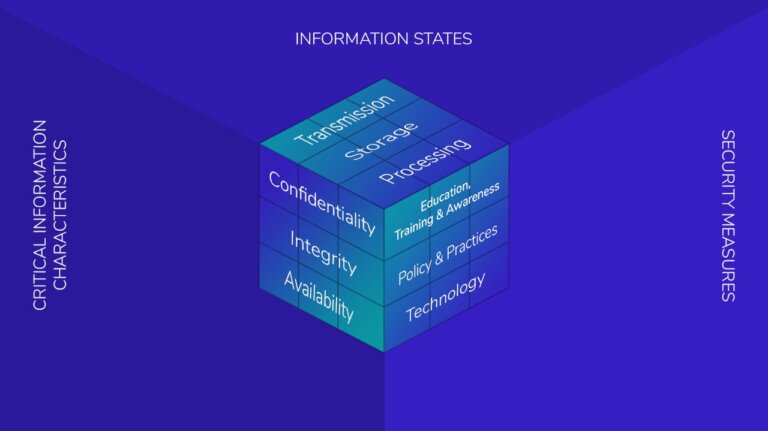 INFORMATION STATES
Transmission
Storage
Processing
CRITICAL INFORMATION
CHARACTERISTICS
Confidentiality
Integrity
Availability
Education,
Training & Awareness
Policy & Practices
Technology
SECURITY MEASURES